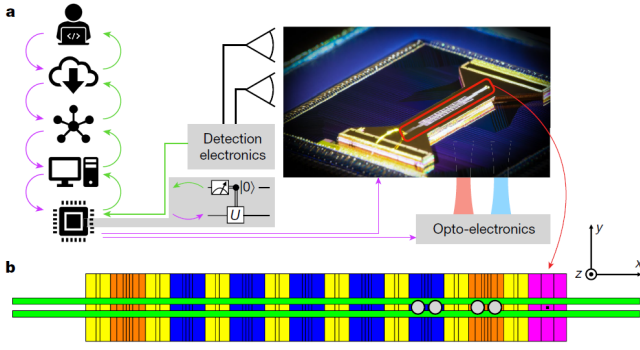 a
</>
Detection
electronics
|0⟩
U
Opto-electronics
y
z
x
b